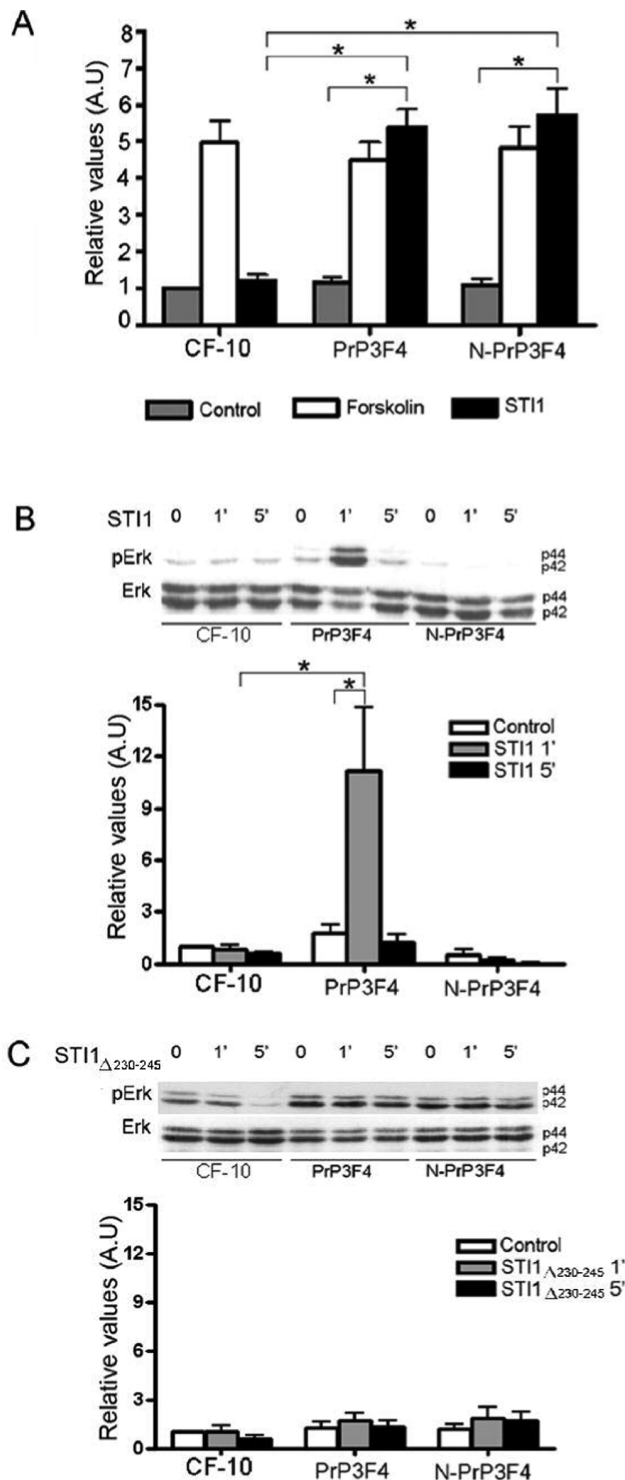 A
Relative values (A.U)
8
7
6
5
4
3
2
1
0
*
*
*
*
CF-10 PrP3F4 N-PrP3F4
Control Forskolin STI1
B
STI1 0 1' 5' 0 1' 5' 0 1' 5'
pErk p44
p42
Erk p44
p42
CF-10 PrP3F4 N-PrP3F4
*
*
Relative values (A.U)
15
12
9
6
3
0
Control
STI1 1'
STI1 5'
CF-10 PrP3F4 N-PrP3F4
C
STI1Δ230-245 0 1' 5' 0 1' 5' 0 1' 5'
pErk p44
p42
Erk p44
p42
CF-10 PrP3F4 N-PrP3F4
Relative values (A.U)
15
12
9
6
3
0
Control
STI1Δ230-245 1'
STI1Δ230-245 5'
CF-10 PrP3F4 N-PrP3F4